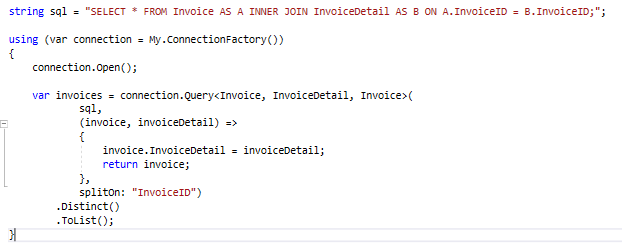 string sql = "SELECT * FROM Invoice AS A INNER JOIN InvoiceDetail AS B ON A.InvoiceID = B.InvoiceID;";
using (var connection = My.ConnectionFactory())
{
connection.Open();
var invoices = connection.Query<Invoice, InvoiceDetail, Invoice>(
sql,
(invoice, invoiceDetail) =>
{
invoice.InvoiceDetail = invoiceDetail;
return invoice;
},
splitOn: "InvoiceID")
.Distinct()
.ToList();
}